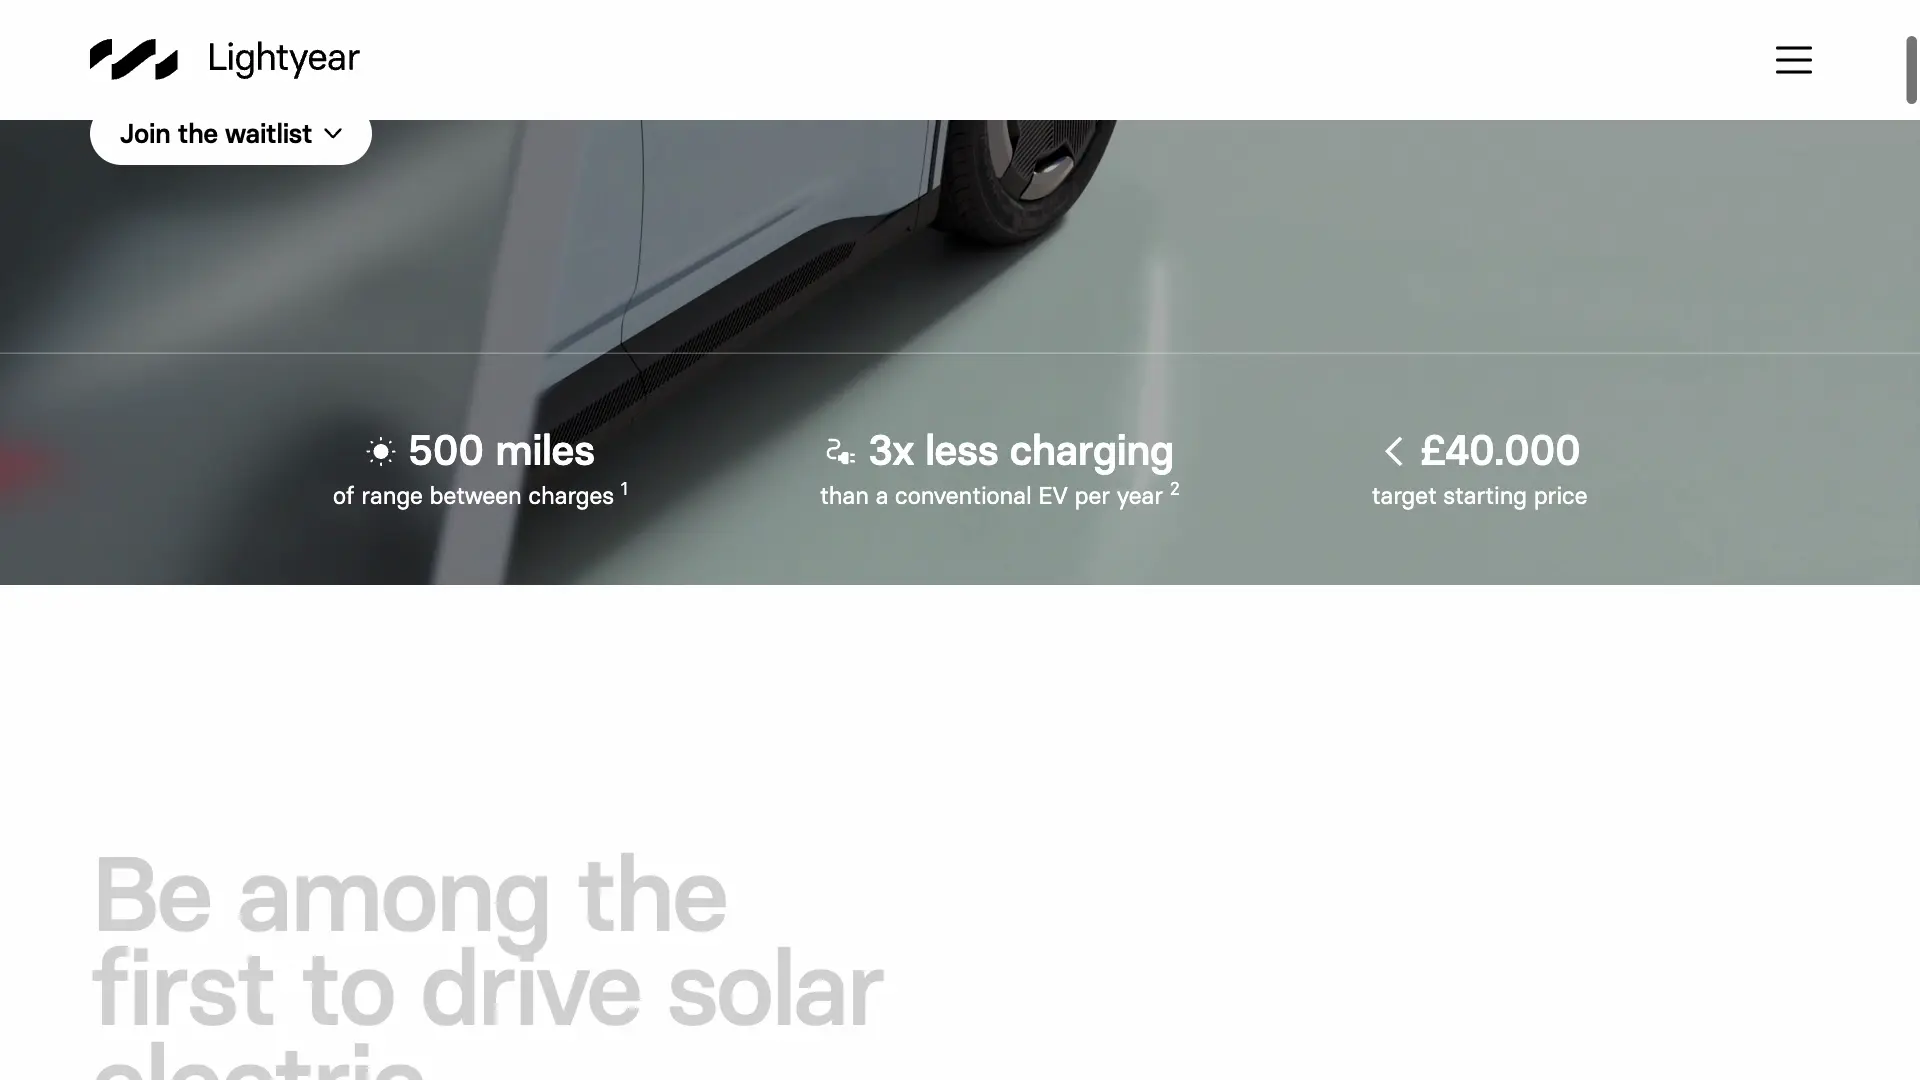 Lightyear
Join the waitlist
500 miles
of range between charges 1
3x less charging
than a conventional EV per year 2
< £40.000
target starting price
Be among the
first to drive solar
electric